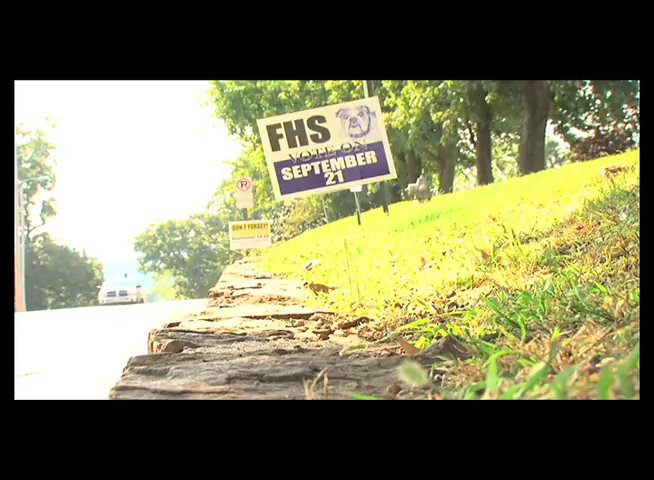 FHS
VOTE ON
SEPTEMBER
21
P
DON'T FORGET!